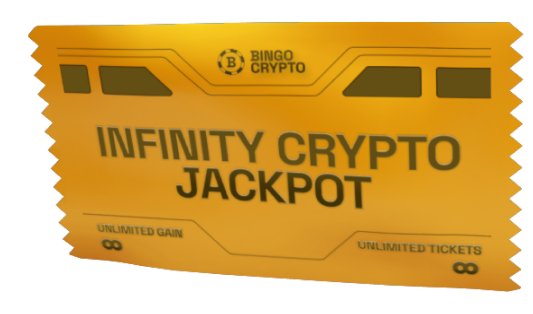 BINGO
CRYPTO
INFINITY CRYPTO
JACKPOT
UNLIMITED GAIN
∞
UNLIMITED TICKETS
∞